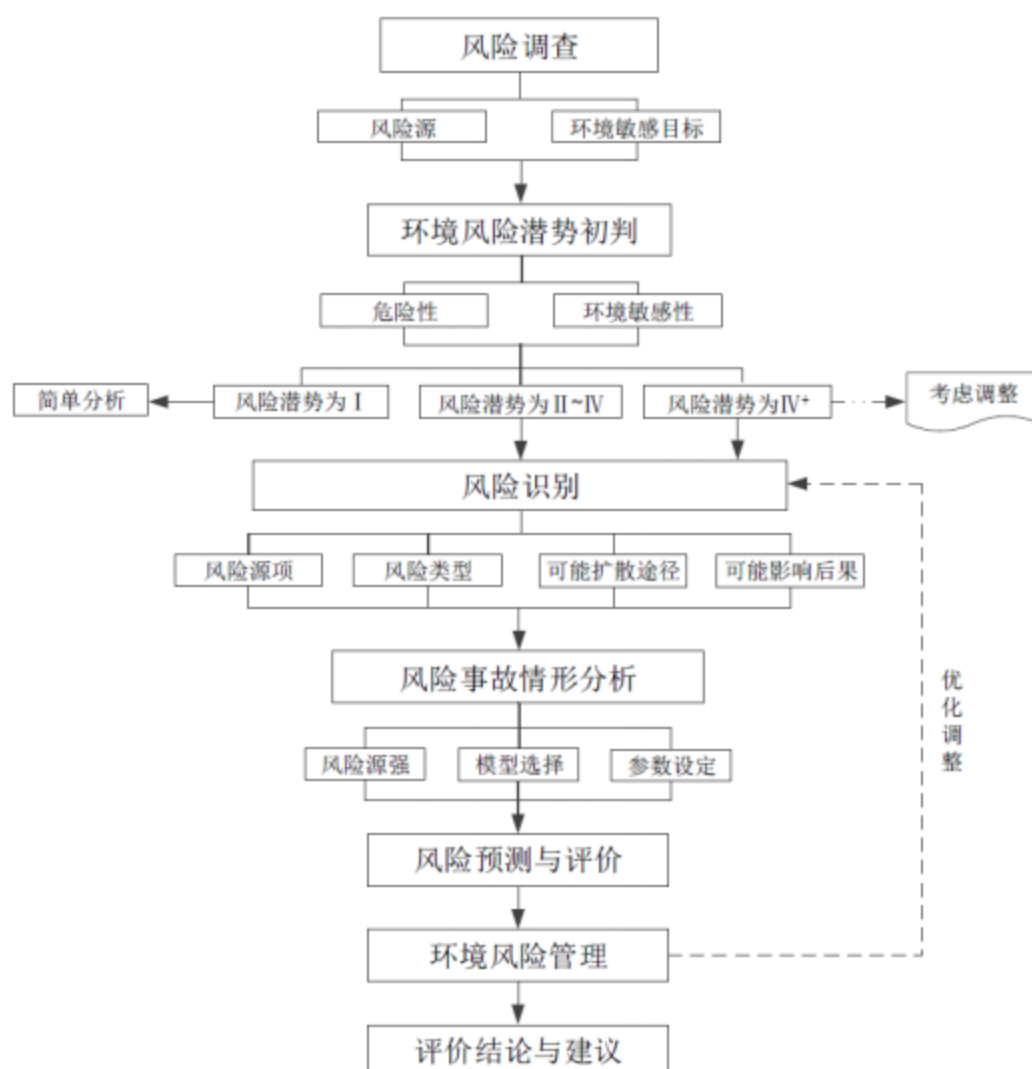 风险调查
风险源
环境敏感目标
环境风险潜势初判
危险性
环境敏感性
简单分析
风险潜势为Ⅰ
风险潜势为Ⅱ~Ⅳ
风险潜势为Ⅳ⁺
考虑调整
风险识别
风险源项
风险类型
可能扩散途径
可能影响后果
风险事故情形分析
优化调整
风险源强
模型选择
参数设定
风险预测与评价
环境风险管理
评价结论与建议